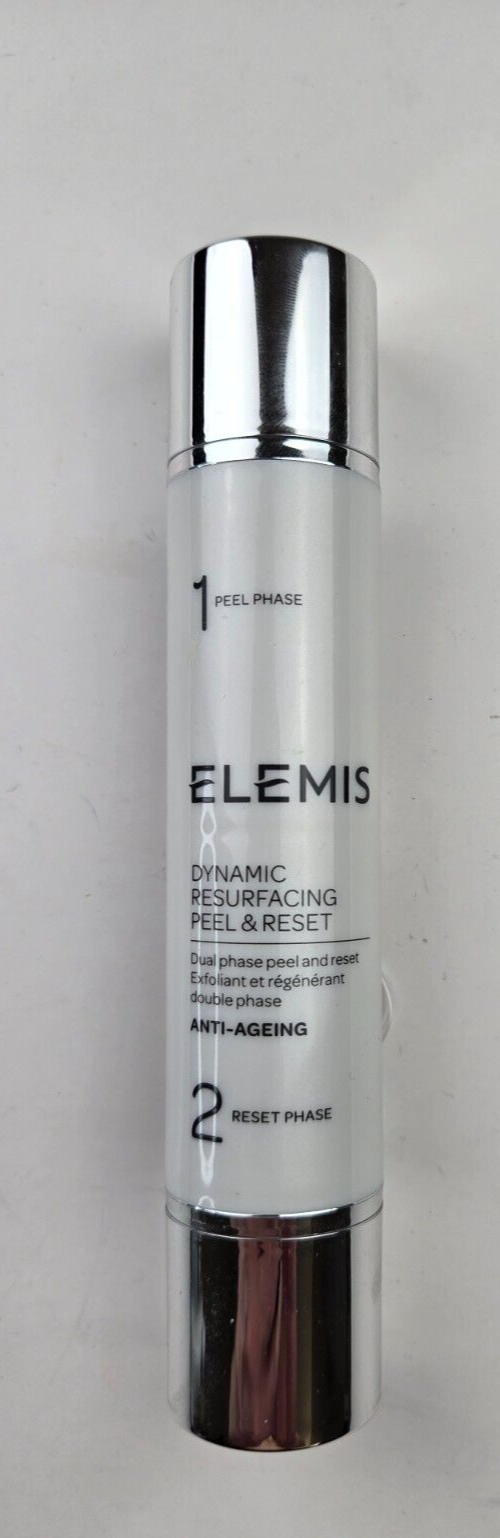 1 PEEL PHASE
ELEMIS
DYNAMIC
RESURFACING
PEEL & RESET
Dual phase peel and reset
Exfoliant et régénérant
double phase
ANTI-AGEING
2 RESET PHASE